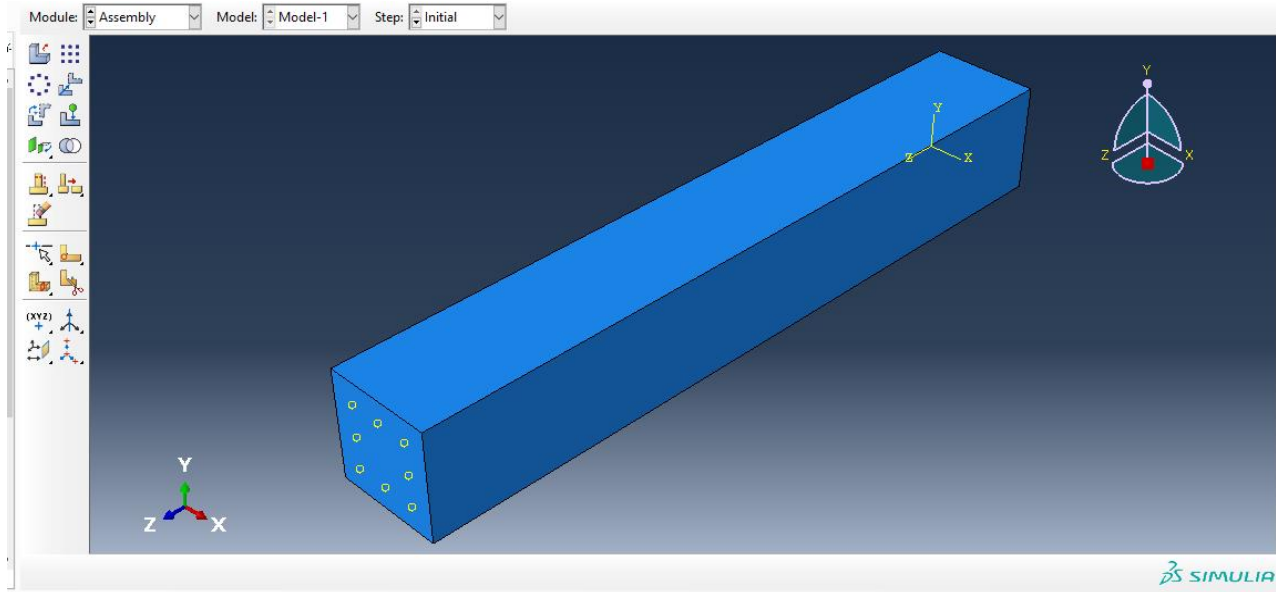 Module: Assembly Model: Model-1 Step: Initial
Y
Y
Z X
Z X
(XYZ)
Y
Z X
SIMULIA